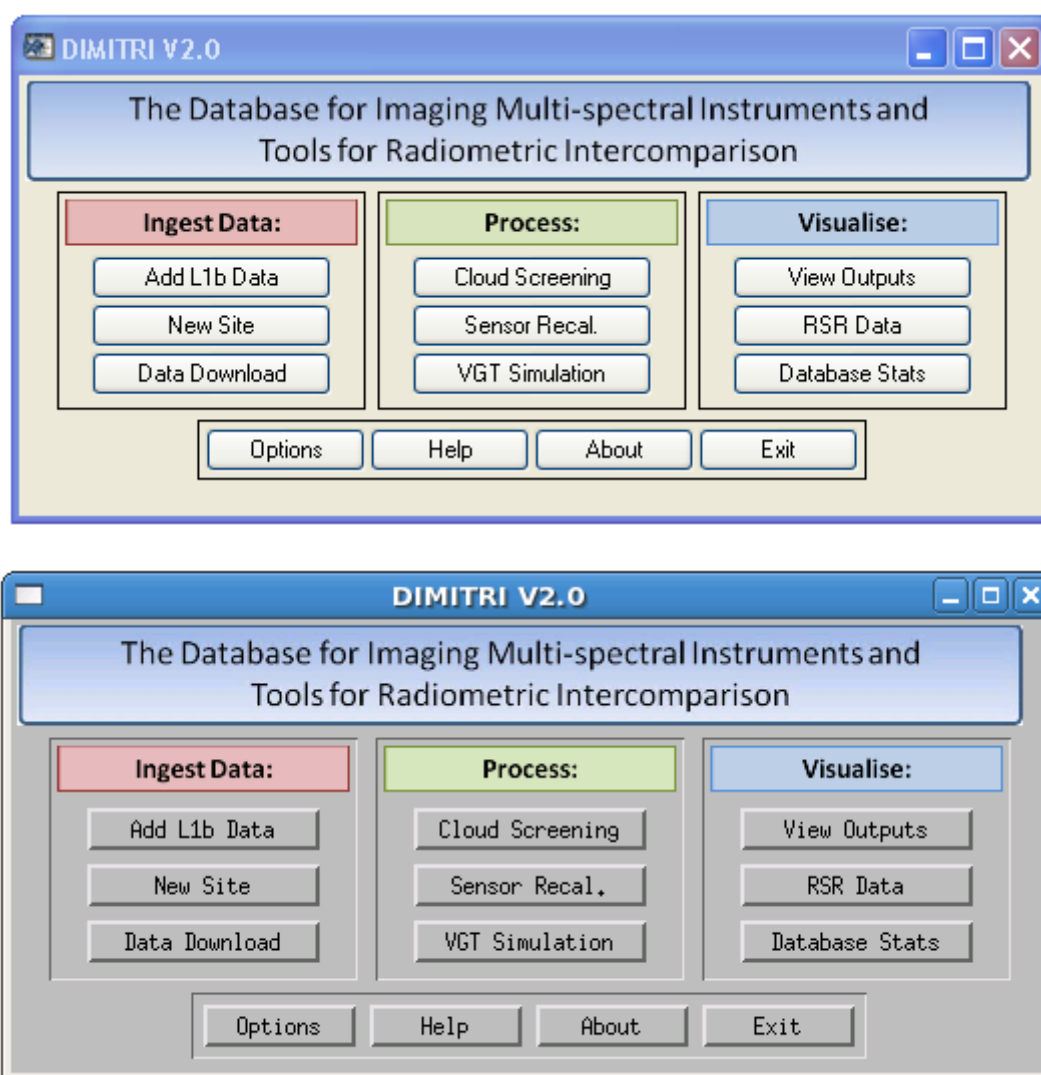 DIMITRI V2.0
The Database for Imaging Multi-spectral Instruments and
Tools for Radiometric Intercomparison
Ingest Data: Process: Visualise:
Add L1b Data Cloud Screening View Outputs
New Site Sensor Recal. RSR Data
Data Download VGT Simulation Database Stats
Options Help About Exit
DIMITRI V2.0
The Database for Imaging Multi-spectral Instruments and
Tools for Radiometric Intercomparison
Ingest Data: Process: Visualise:
Add L1b Data Cloud Screening View Outputs
New Site Sensor Recal. RSR Data
Data Download VGT Simulation Database Stats
Options Help About Exit